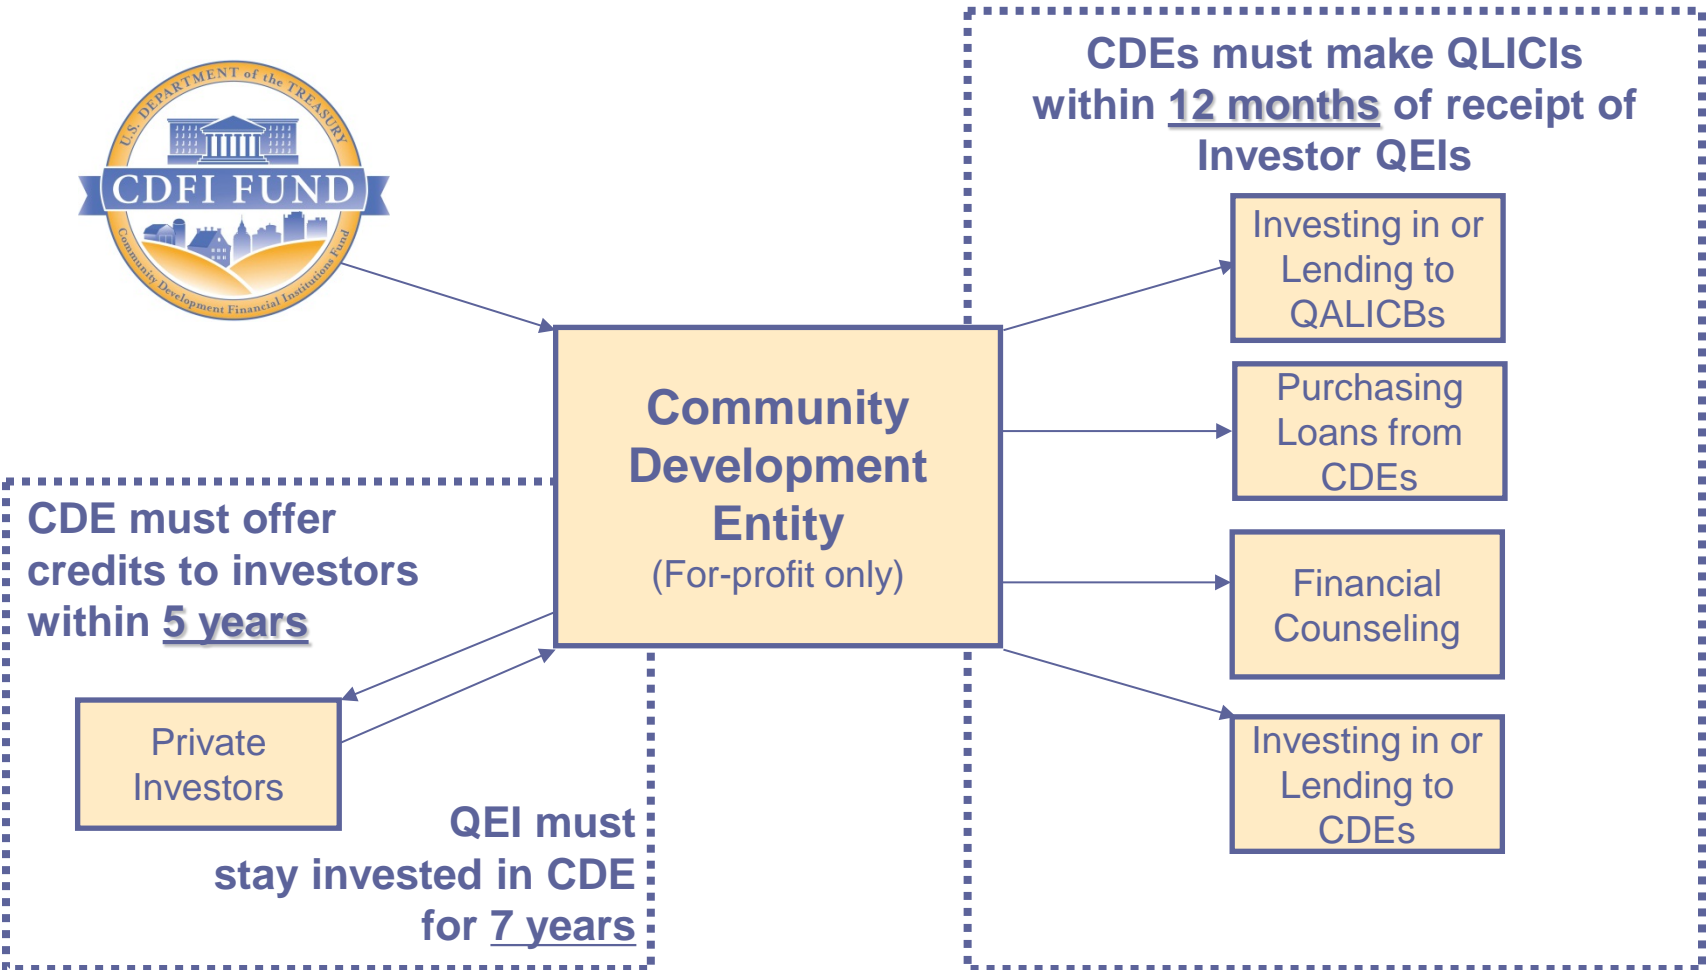 U.S. DEPARTMENT of the TREASURY
CDFI FUND
Community Development Financial Institutions Fund
CDEs must make QLICIs
within 12 months of receipt of
Investor QEIs
Investing in or
Lending to
QALICBs
Purchasing
Loans from
CDEs
Community
Development
Entity
(For-profit only)
Financial
Counseling
Investing in or
Lending to
CDEs
CDE must offer
credits to investors
within 5 years
Private
Investors
QEI must
stay invested in CDE
for 7 years